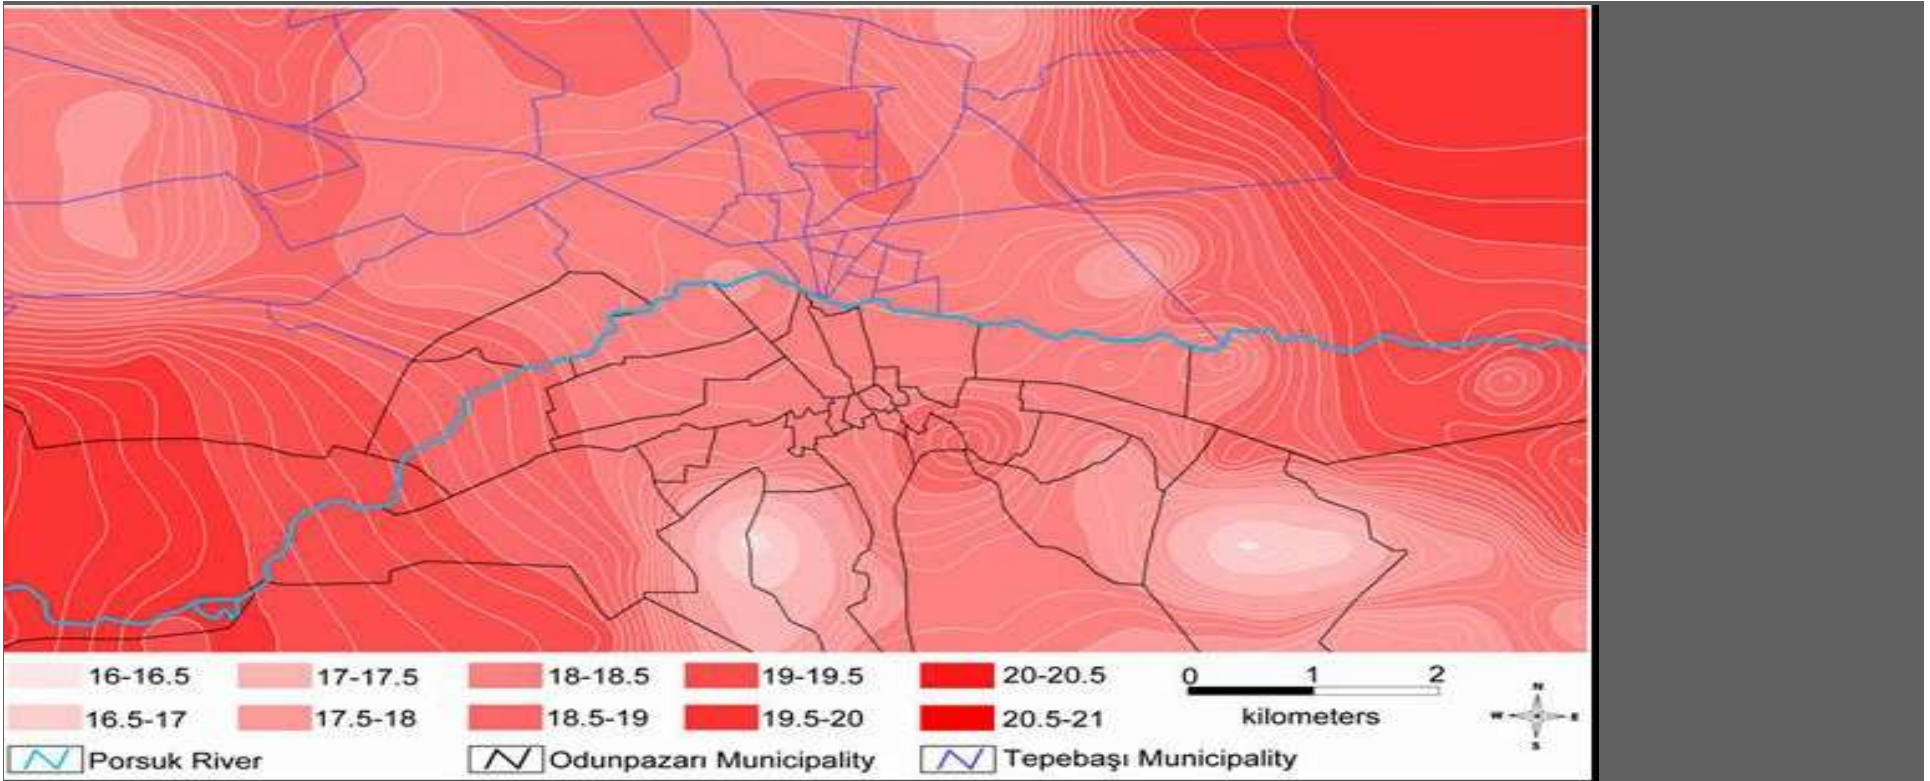 16-16.5 17-17.5 18-18.5 19-19.5 20-20.5 0 1 2
16.5-17 17.5-18 18.5-19 19.5-20 20.5-21 kilometers
N
W E
S
Porsuk River Odunpazarı Municipality Tepebaşı Municipality